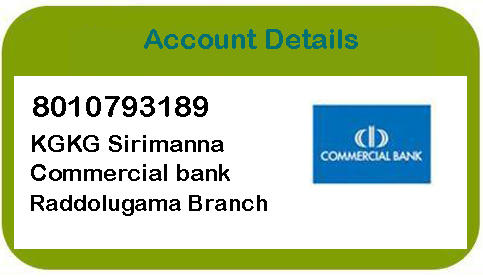 Account Details
8010793189
KGKG Sirimanna
Commercial bank
Raddolugama Branch
COMMERCIAL BANK